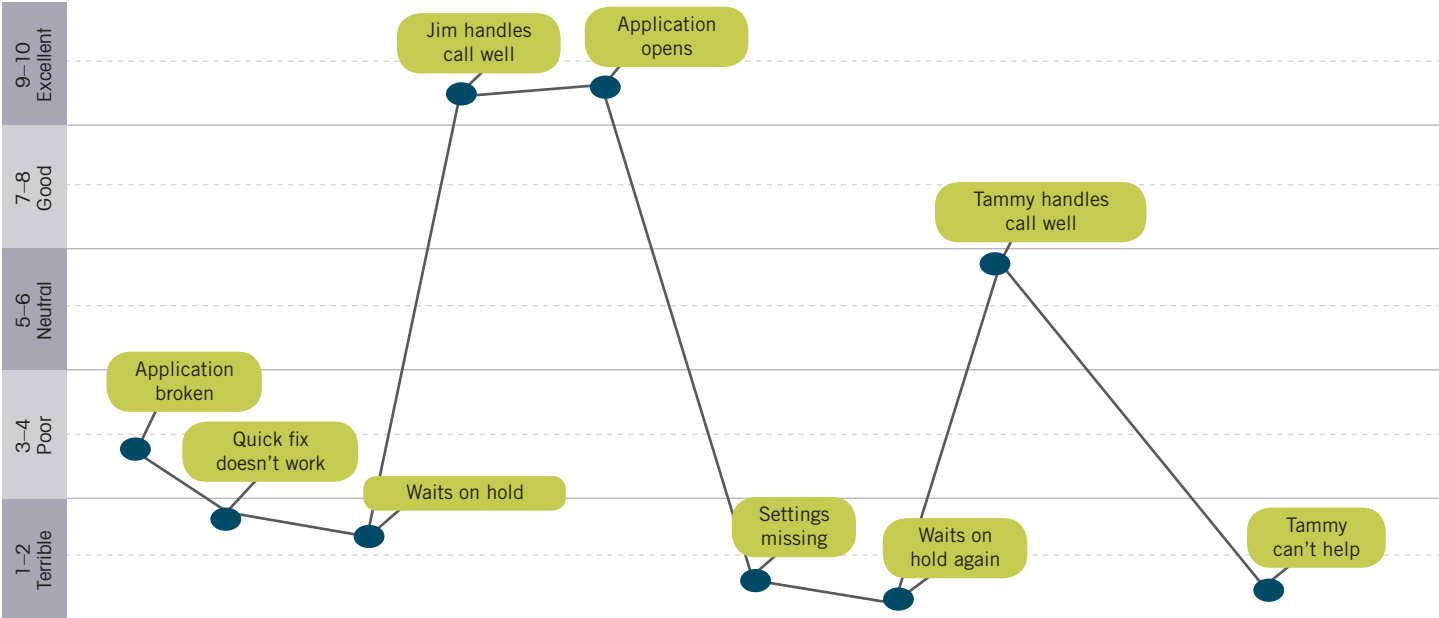 9–10
Excellent
7–8
Good
5–6
Neutral
3–4
Poor
1–2
Terrible
Application
broken
Quick fix
doesn't work
Waits on hold
Jim handles
call well
Application
opens
Settings
missing
Waits on
hold again
Tammy handles
call well
Tammy
can't help